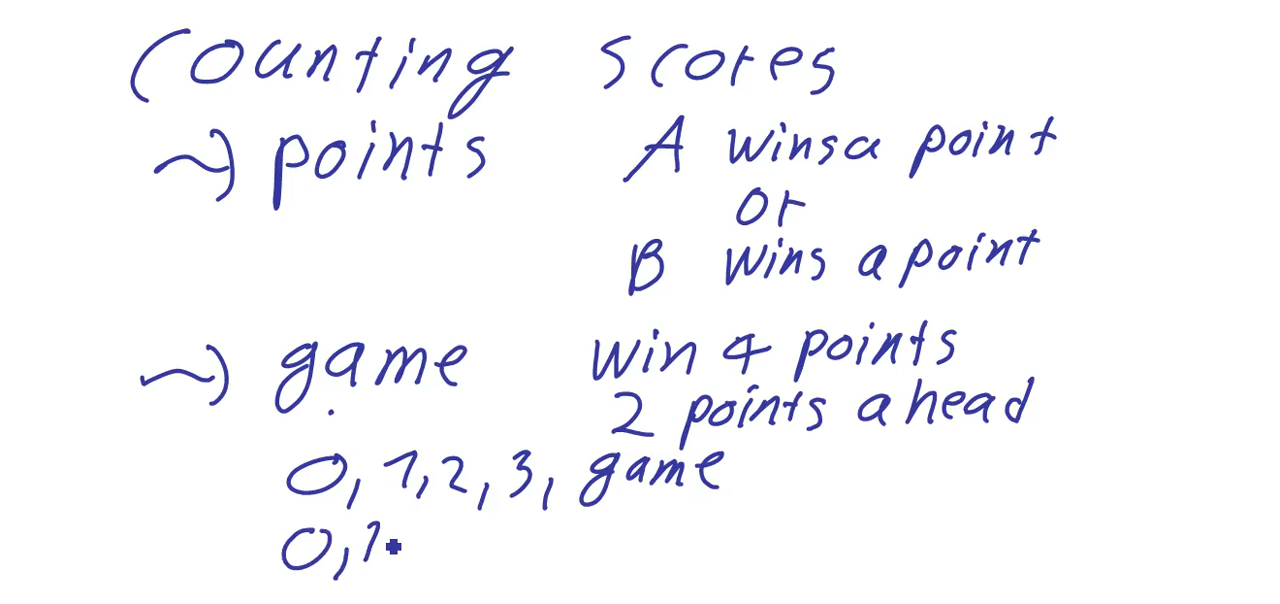 Counting Scores
~) points A wins a point
or
B wins a point
~) game win 4 points
2 points ahead
0, 1, 2, 3, game
0, 1